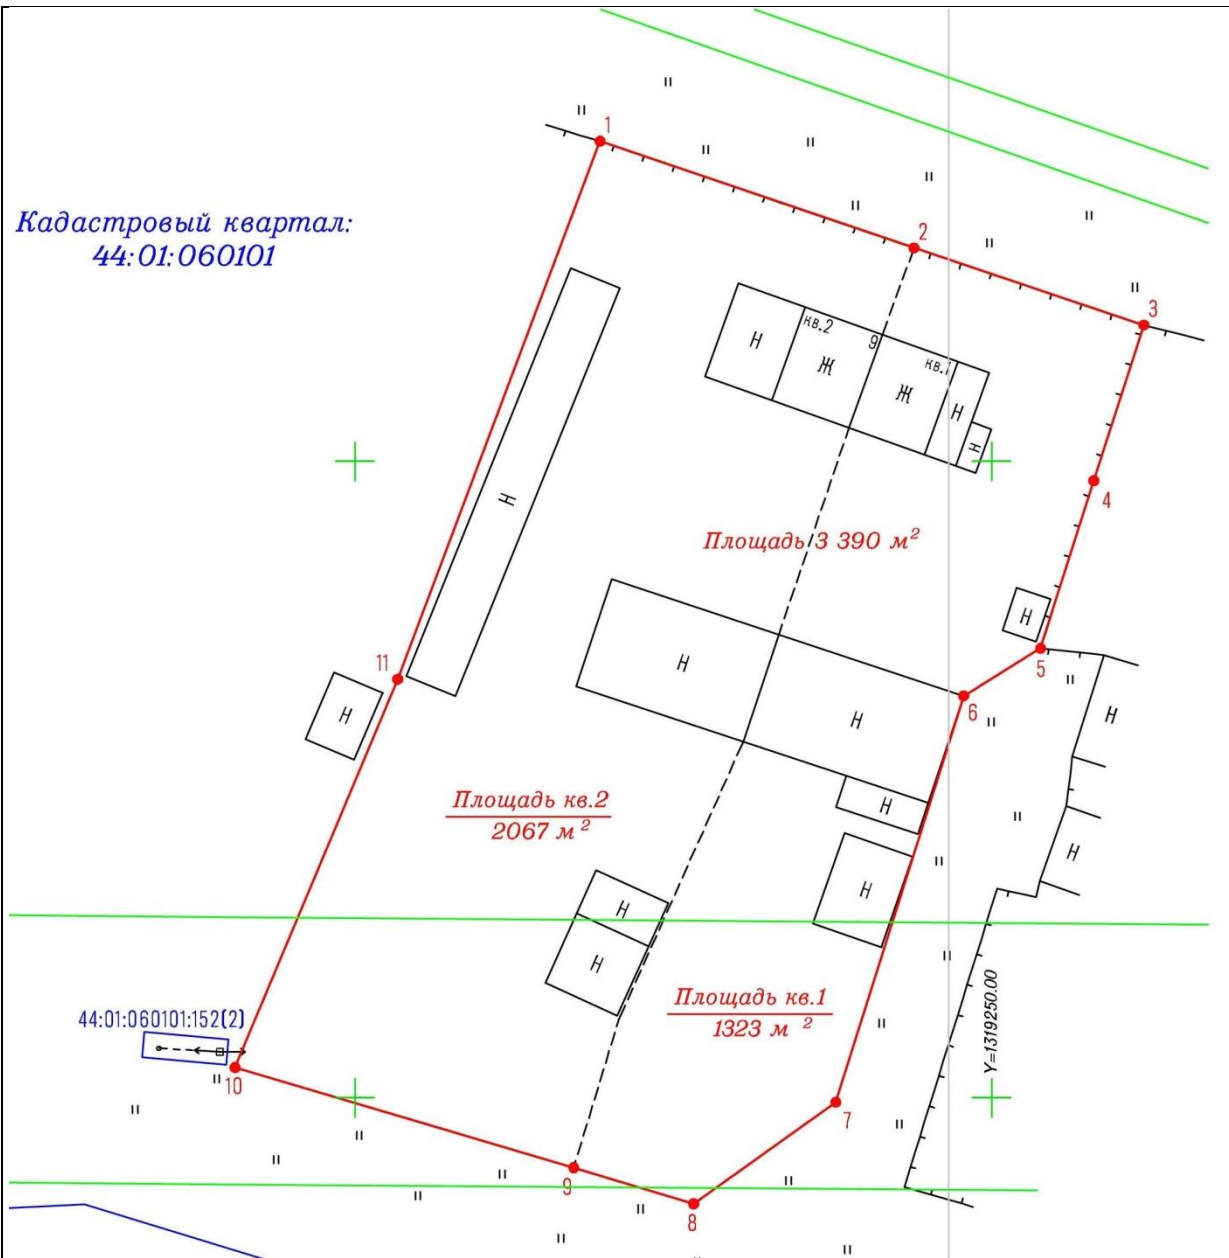 1
Кадастровый квартал:
44:01:060101
2
3
кв.2
9
кв.1
Н
Ж
Ж
Н
Н
Н
4
Площадь 3 390 м²
Н
5
11
Н
6
Н
Н
Н
Н
Площадь кв.2
2067 м²
Н
Н
Н
Н
Н
Площадь кв.1
1323 м²
Y=1319250.00
44:01:060101:152(2)
10
7
9
8